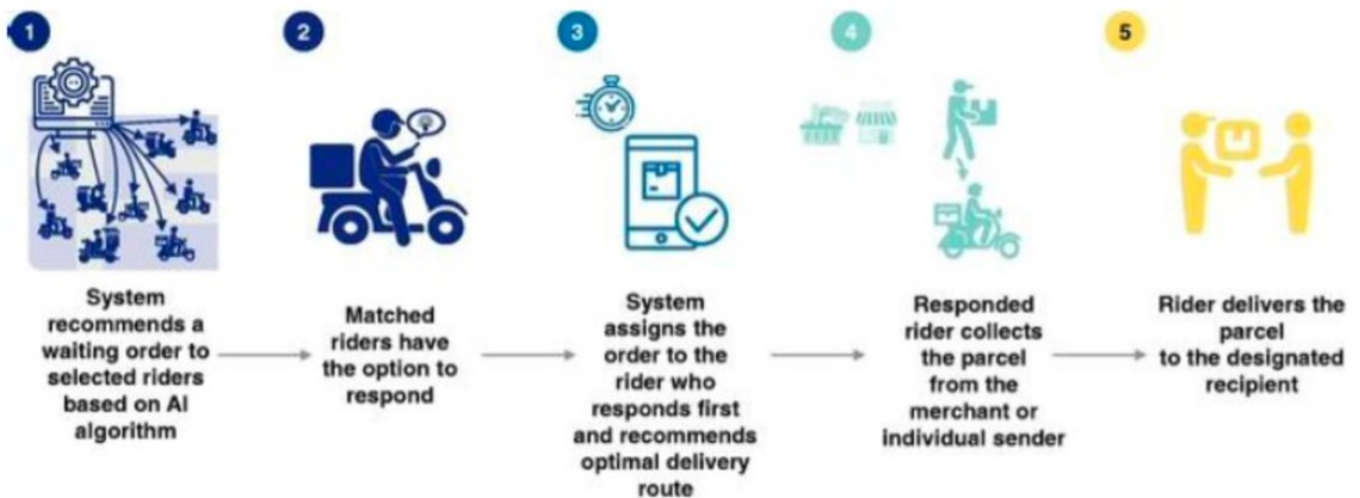 1
2
3
4
5
System
recommends a
waiting order to
selected riders
based on AI
algorithm
Matched
riders have
the option to
respond
System
assigns the
order to the
rider who
responds first
and recommends
optimal delivery
route
Responded
rider collects
the parcel
from the
merchant or
individual sender
Rider delivers the
parcel
to the designated
recipient